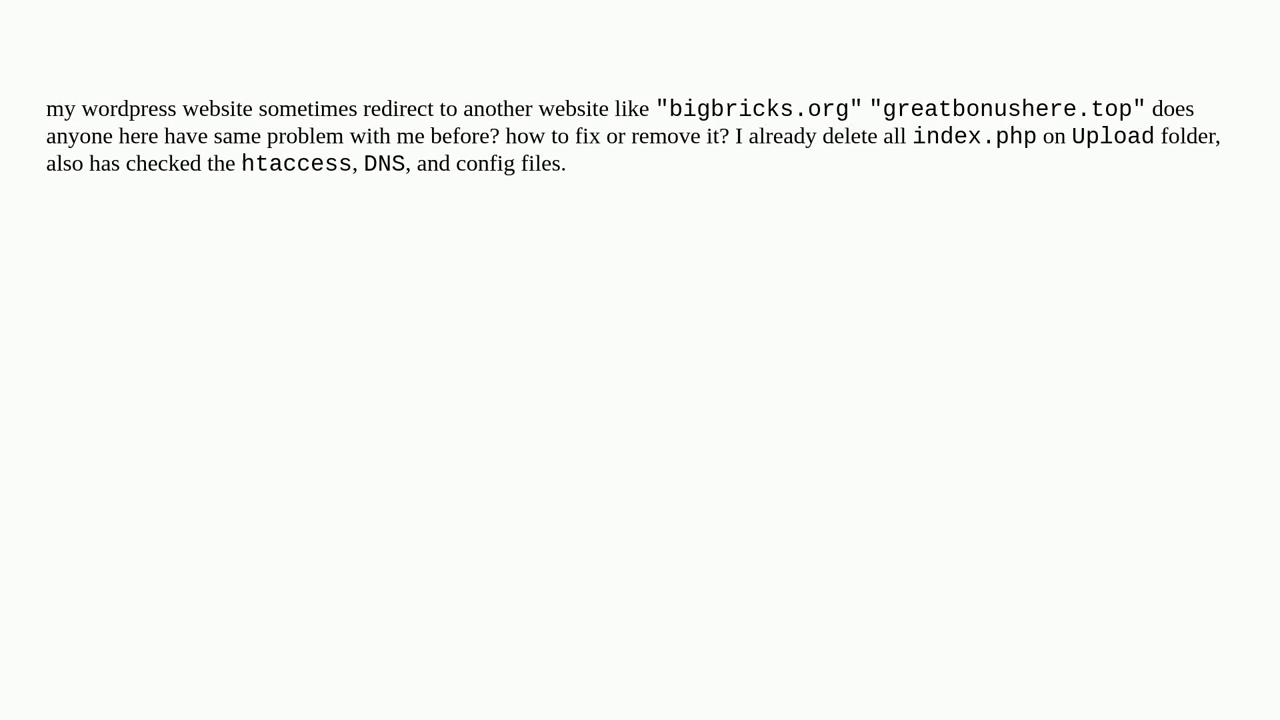 my wordpress website sometimes redirect to another website like "bigbricks.org" "greatbonushere.top" does
anyone here have same problem with me before? how to fix or remove it? I already delete all index.php on Upload folder,
also has checked the htaccess, DNS, and config files.